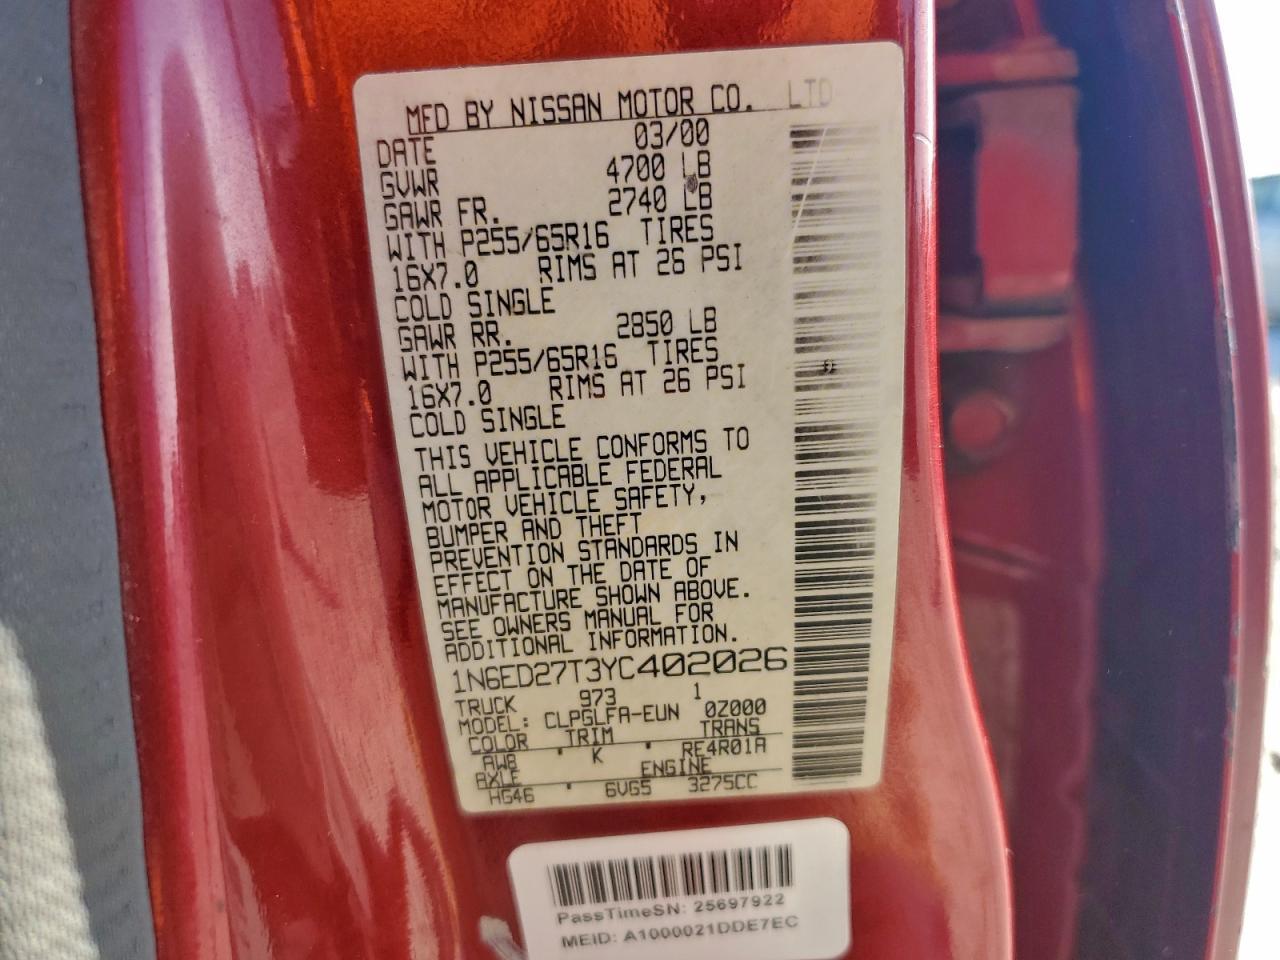 MFD BY NISSAN MOTOR CO. LTD
DATE 03/00
GVWR 4700 LB
GAWR FR. 2740 LB
WITH P255/65R16 TIRES
16X7.0 RIMS AT 26 PSI
COLD SINGLE
GAWR RR. 2850 LB
WITH P255/65R16 TIRES
16X7.0 RIMS AT 26 PSI
COLD SINGLE
THIS VEHICLE CONFORMS TO
ALL APPLICABLE FEDERAL
MOTOR VEHICLE SAFETY,
BUMPER AND THEFT
PREVENTION STANDARDS IN
EFFECT ON THE DATE OF
MANUFACTURE SHOWN ABOVE.
SEE OWNERS MANUAL FOR
ADDITIONAL INFORMATION.
1N6ED27T3YC402026
TRUCK 973 1
MODEL: CLPGLFA-EUN 0Z000
COLOR TRIM TRANS
AWB K RE4R01A
AXLE ENGINE
HG46 6VG5 3275CC
PassTimeSN: 25697922
MEID: A1000021DDE7EC